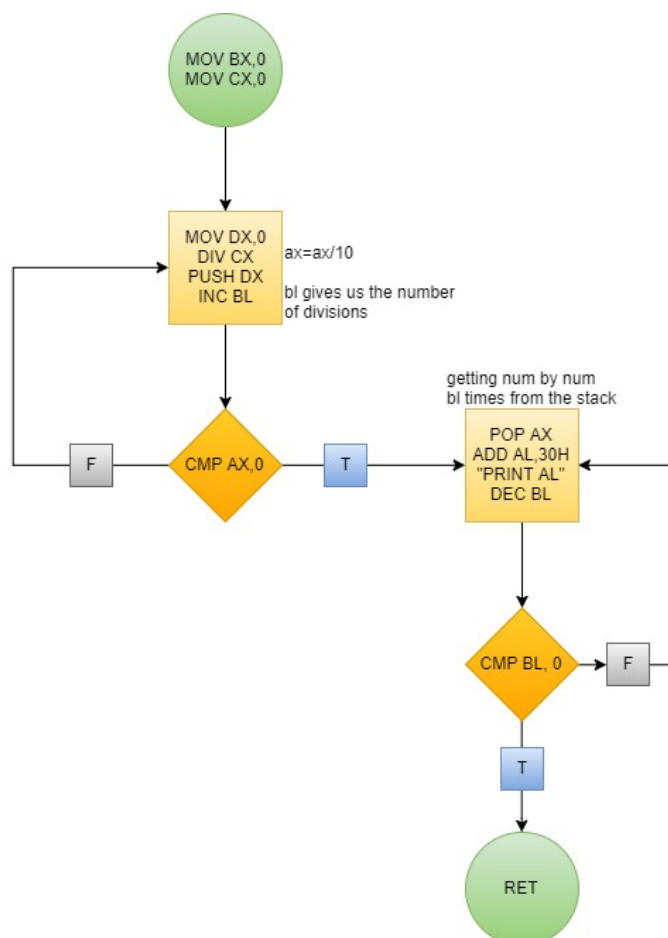 MOV BX,0
MOV CX,0
MOV DX,0
DIV CX
PUSH DX
INC BL
ax=ax/10
bl gives us the number
of divisions
CMP AX,0
F
T
getting num by num
bl times from the stack
POP AX
ADD AL,30H
"PRINT AL"
DEC BL
CMP BL, 0
F
T
RET